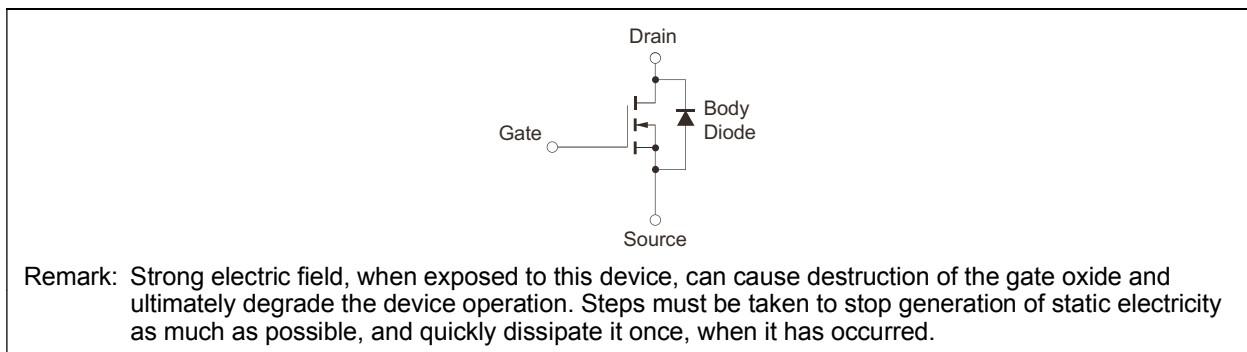 Drain
Body
Diode
Gate
Source
Remark: Strong electric field, when exposed to this device, can cause destruction of the gate oxide and
ultimately degrade the device operation. Steps must be taken to stop generation of static electricity
as much as possible, and quickly dissipate it once, when it has occurred.